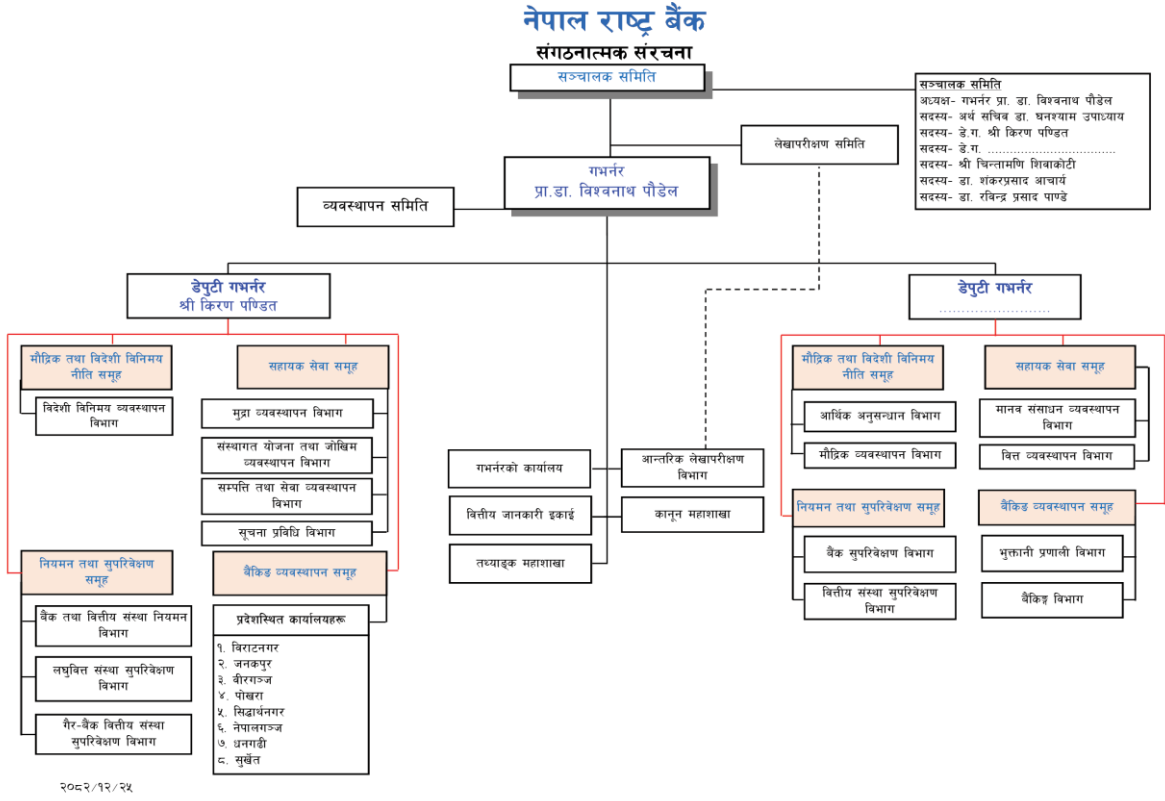 नेपाल राष्ट्र बैंक
संगठनात्मक संरचना
सञ्चालक समिति
सञ्चालक समिति
अध्यक्ष- गभर्नर प्रा. डा. विश्वनाथ पौडेल
सदस्य- अर्थ सचिव डा. घनश्याम उपाध्याय
सदस्य- डे.ग. श्री किरण पण्डित
सदस्य- डे.ग. ..................................
सदस्य- श्री चिन्तामणि शिवाकोटी
सदस्य- डा. शंकरप्रसाद आचार्य
सदस्य- डा. रविन्द्र प्रसाद पाण्डे
लेखापरीक्षण समिति
गभर्नर
प्रा.डा. विश्वनाथ पौडेल
व्यवस्थापन समिति
डेपुटी गभर्नर
श्री किरण पण्डित
डेपुटी गभर्नर
........................
मौद्रिक तथा विदेशी विनिमय
नीति समूह
विदेशी विनिमय व्यवस्थापन
विभाग
सहायक सेवा समूह
मुद्रा व्यवस्थापन विभाग
संस्थागत योजना तथा जोखिम
व्यवस्थापन विभाग
सम्पत्ति तथा सेवा व्यवस्थापन
विभाग
सूचना प्रविधि विभाग
नियमन तथा सुपरिवेक्षण
समूह
बैंक तथा वित्तीय संस्था नियमन
विभाग
लघुवित्त संस्था सुपरिवेक्षण
विभाग
गैर-बैंक वित्तीय संस्था
सुपरिवेक्षण विभाग
बैंकिङ व्यवस्थापन समूह
प्रदेशस्थित कार्यालयहरू
१. विराटनगर
२. जनकपुर
३. वीरगञ्ज
४. पोखरा
५. सिद्धार्थनगर
६. नेपालगञ्ज
७. धनगढी
८. सुर्खेत
गभर्नरको कार्यालय
आन्तरिक लेखापरीक्षण
विभाग
वित्तीय जानकारी इकाई
कानून महाशाखा
तथ्याङ्क महाशाखा
मौद्रिक तथा विदेशी विनिमय
नीति समूह
आर्थिक अनुसन्धान विभाग
मौद्रिक व्यवस्थापन विभाग
सहायक सेवा समूह
मानव संसाधन व्यवस्थापन
विभाग
वित्त व्यवस्थापन विभाग
नियमन तथा सुपरिवेक्षण समूह
बैंक सुपरिवेक्षण विभाग
वित्तीय संस्था सुपरिवेक्षण
विभाग
बैंकिङ व्यवस्थापन समूह
भुक्तानी प्रणाली विभाग
बैंकिङ्ग विभाग
२०८२/१२/२५